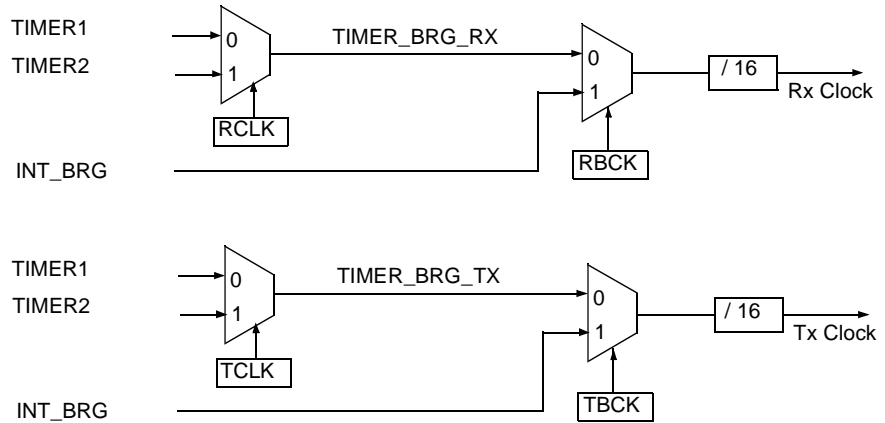 TIMER1
0
TIMER_BRG_RX
TIMER2
1
0
/ 16
Rx Clock
1
RCLK
RBCK
INT_BRG
TIMER1
0
TIMER_BRG_TX
TIMER2
1
0
/ 16
Tx Clock
1
TCLK
TBCK
INT_BRG